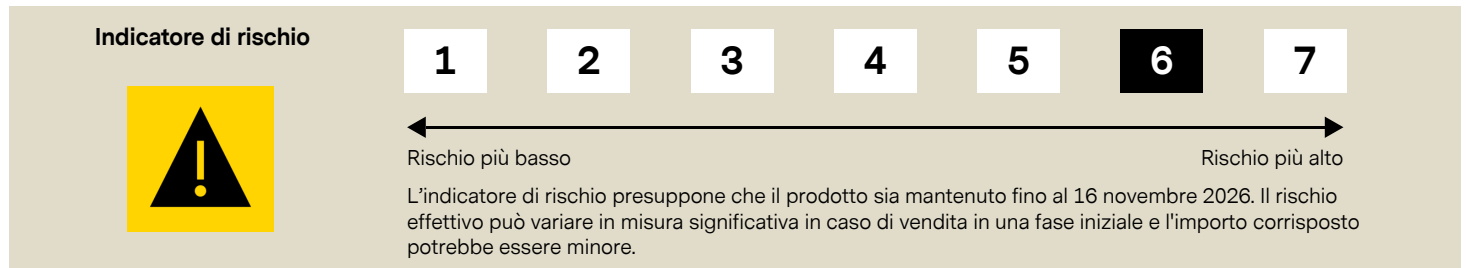 Indicatore di rischio
1 2 3 4 5 6 7
Rischio più basso Rischio più alto
L’indicatore di rischio presuppone che il prodotto sia mantenuto fino al 16 novembre 2026. Il rischio
effettivo può variare in misura significativa in caso di vendita in una fase iniziale e l'importo corrisposto
potrebbe essere minore.